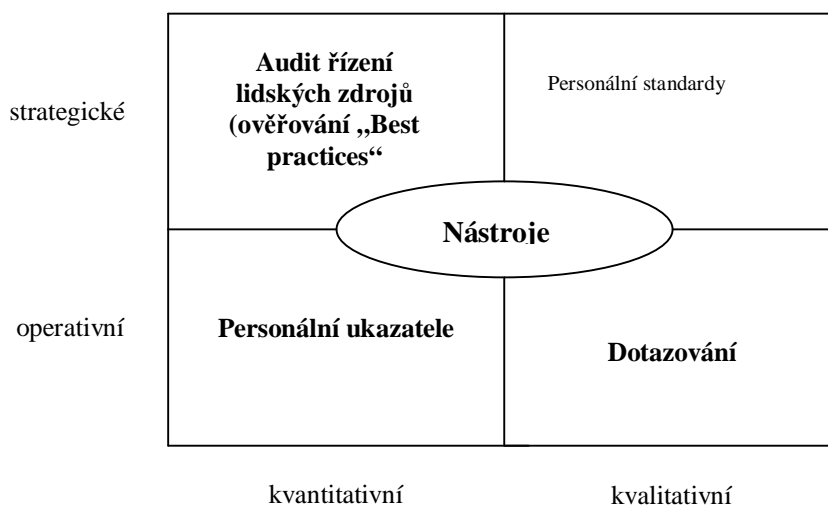 Audit řízení
lidských zdrojů
(ověřování „Best
practices“
Personální standardy
strategické
Nástroje
operativní
Personální ukazatele
Dotazování
kvantitativní
kvalitativní